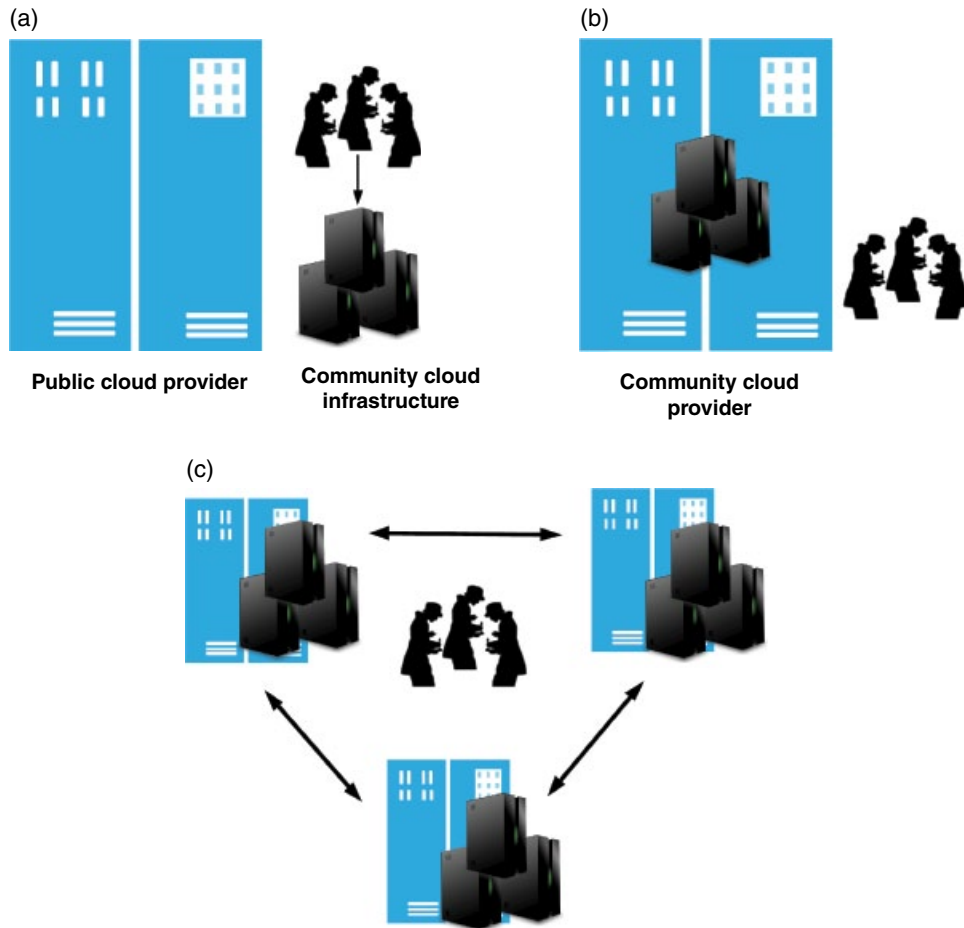 (a)
(b)
Public cloud provider
Community cloud
infrastructure
Community cloud
provider
(c)